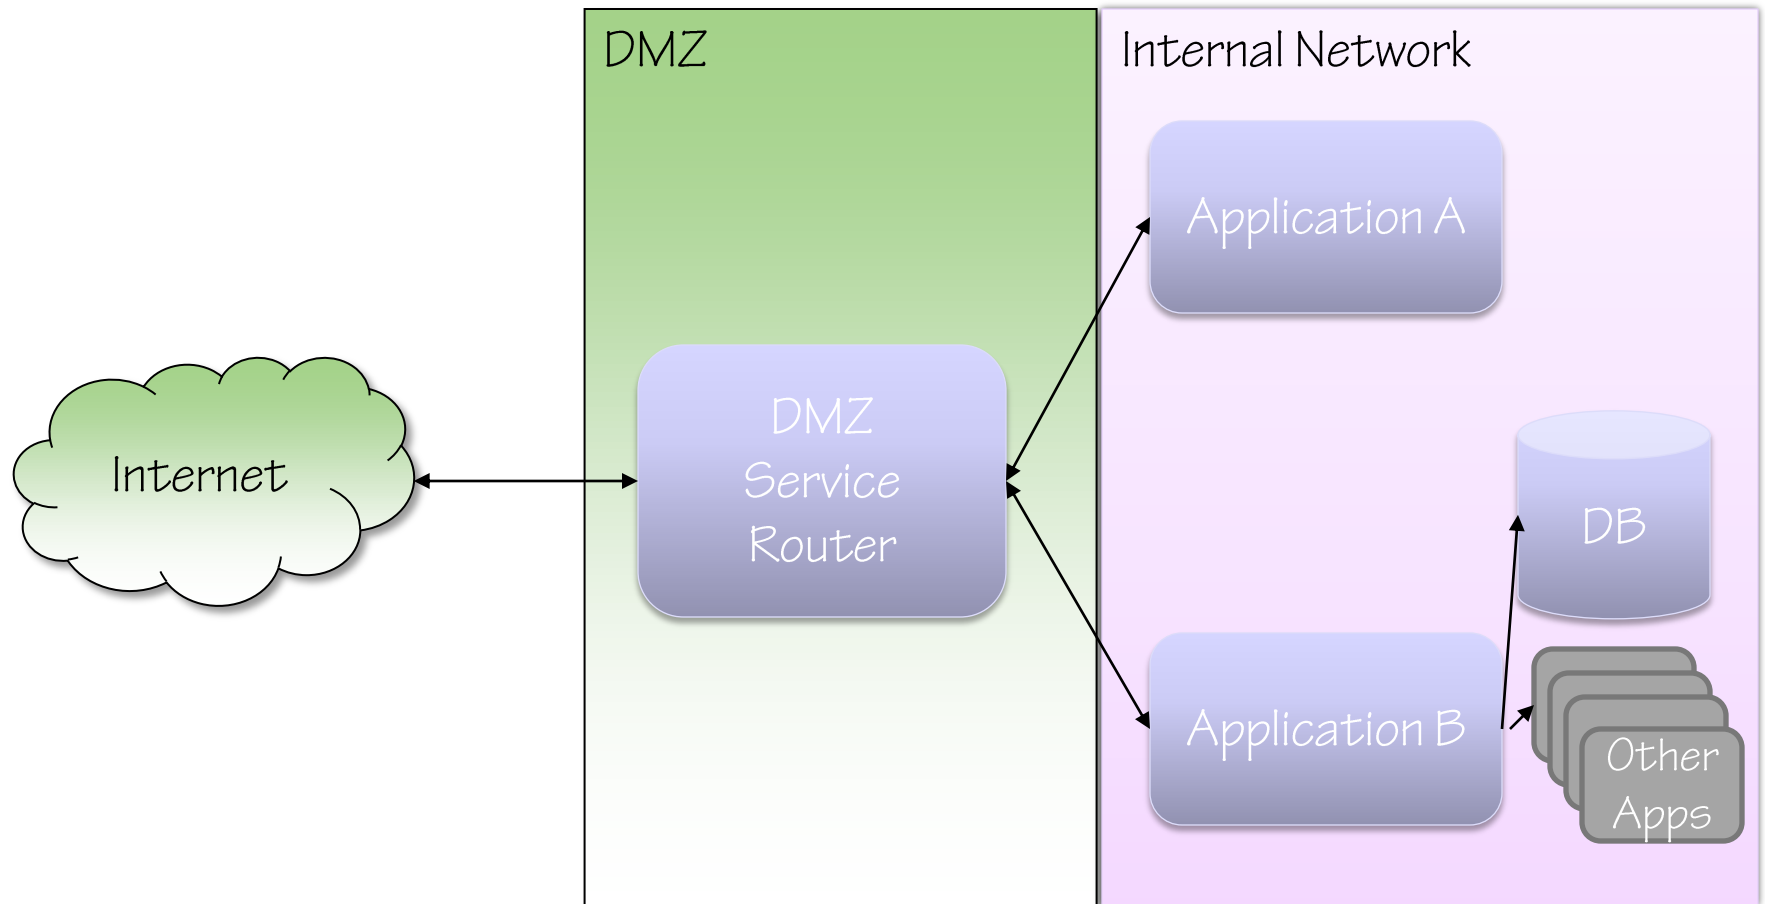 DMZ
Internal Network
Application A
Internet
DMZ
Service
Router
DB
Application B
Other
Apps